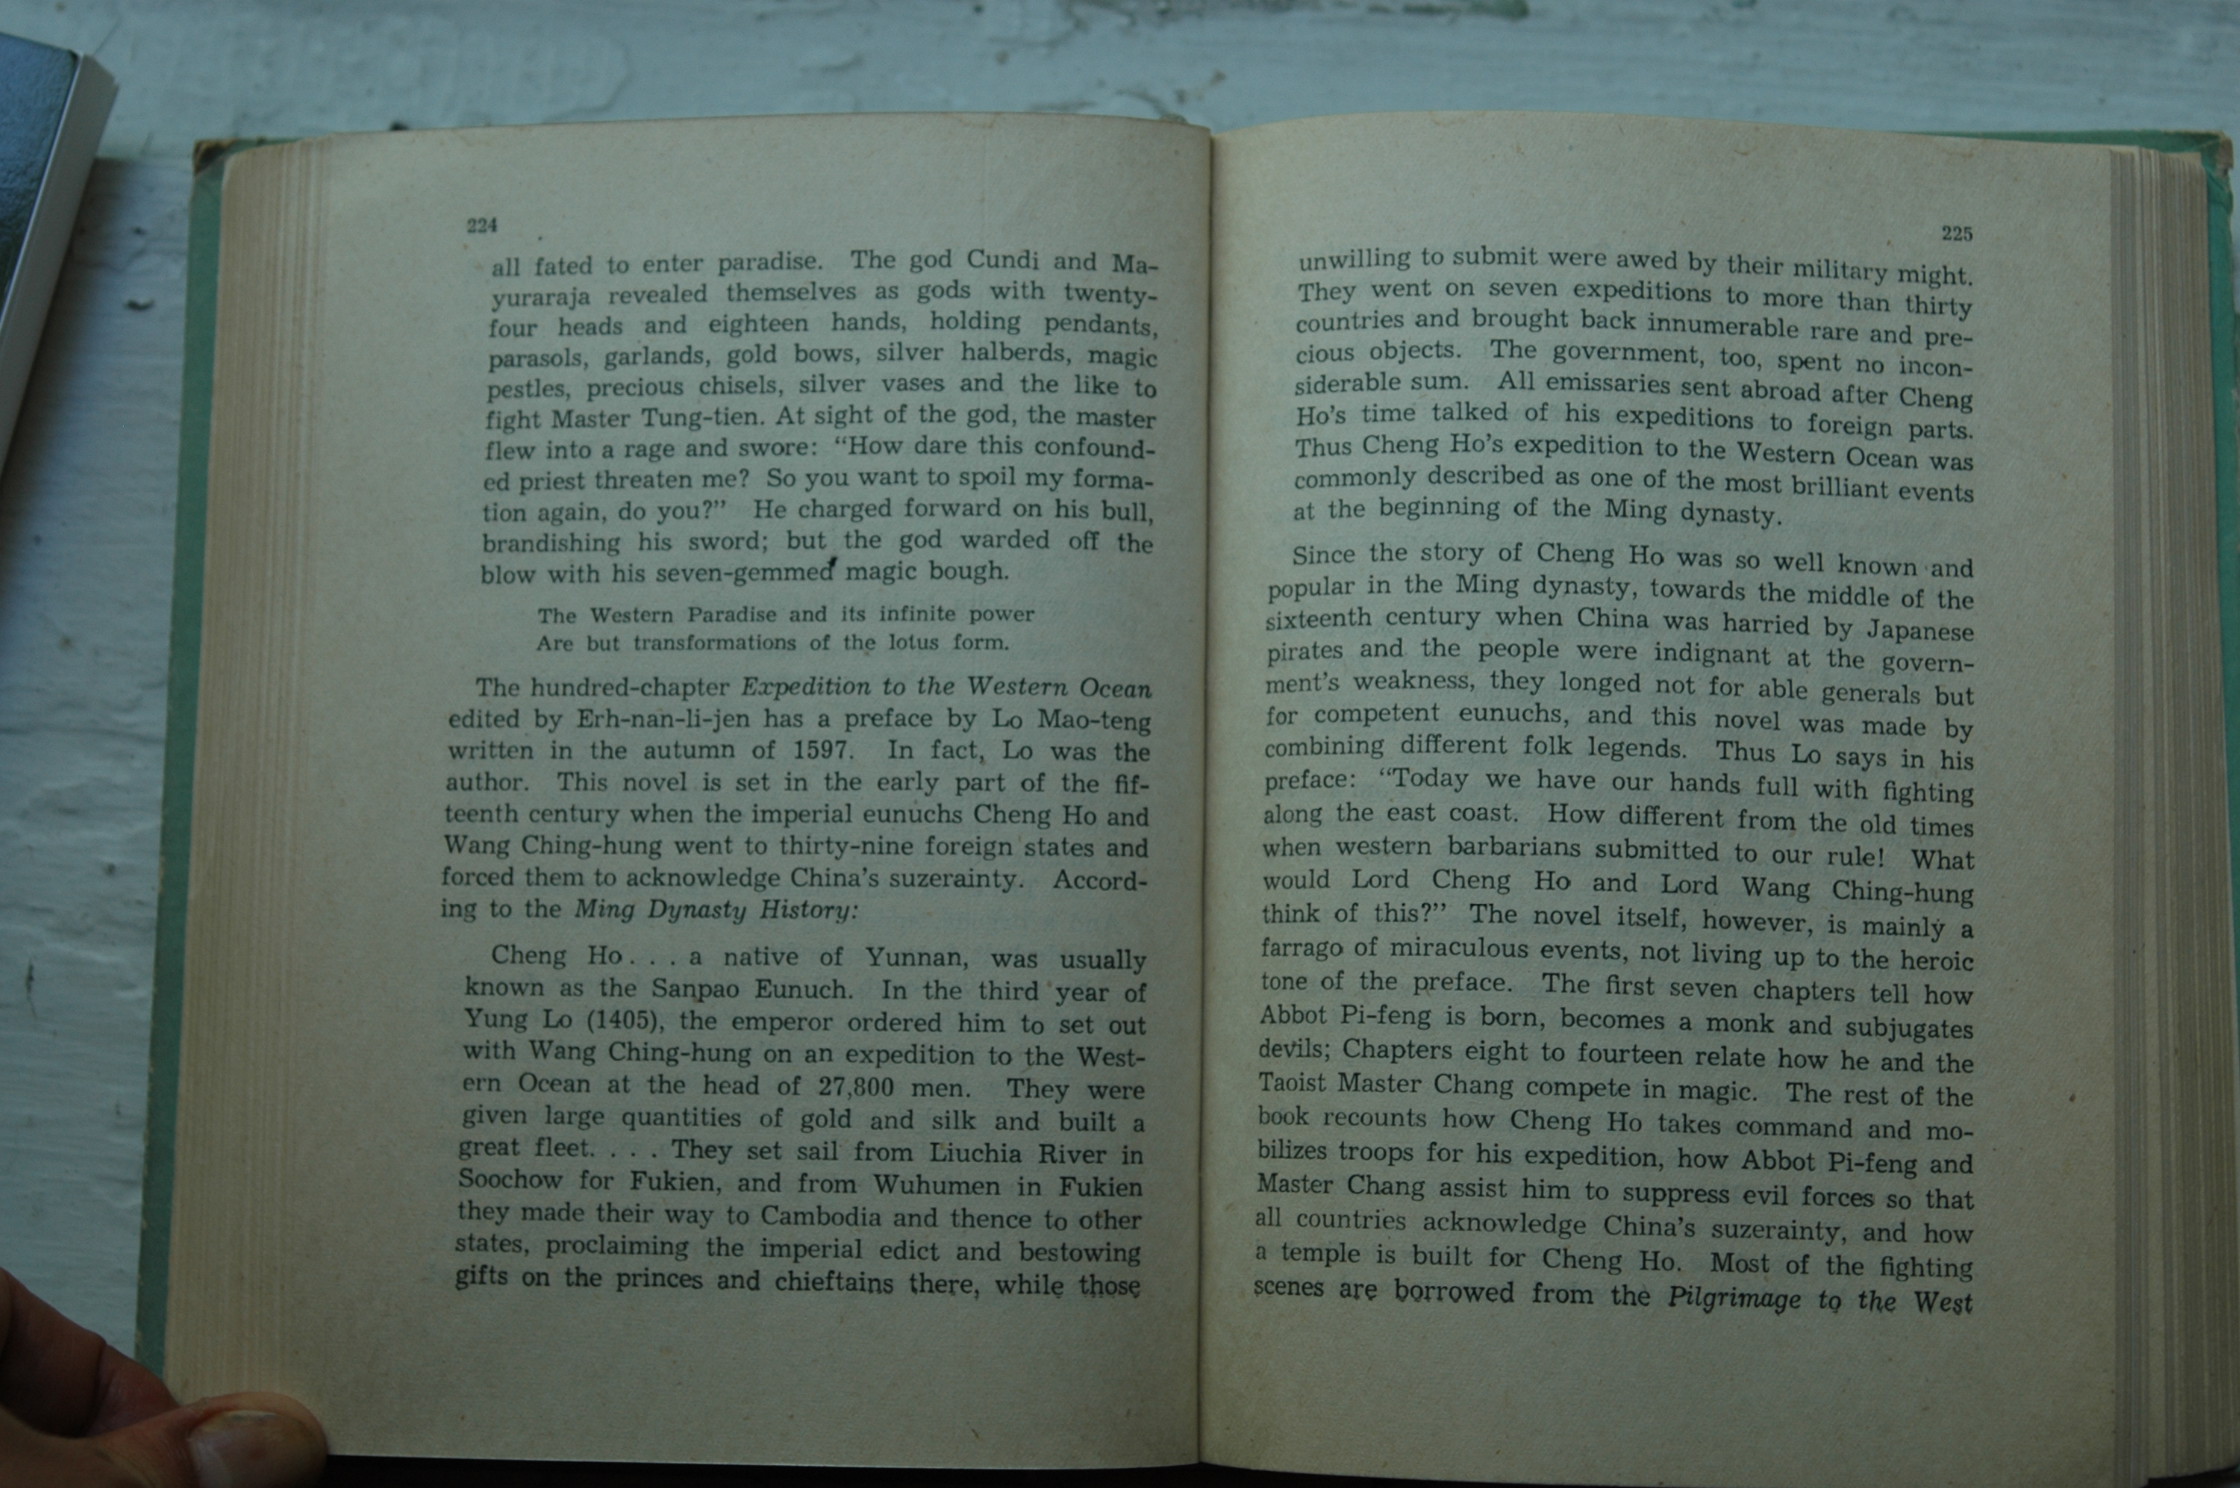 224
all fated to enter paradise. The god Cundi and Ma-
yuraraja revealed themselves as gods with twenty-
four heads and eighteen hands, holding pendants,
parasols, garlands, gold bows, silver halberds, magic
pestles, precious chisels, silver vases and the like to
fight Master Tung-tien. At sight of the god, the master
flew into a rage and swore: “How dare this confound-
ed priest threaten me? So you want to spoil my forma-
tion again, do you?” He charged forward on his bull,
brandishing his sword; but the god warded off the
blow with his seven-gemmed magic bough.
The Western Paradise and its infinite power
Are but transformations of the lotus form.
The hundred-chapter Expedition to the Western Ocean
edited by Erh-nan-li-jen has a preface by Lo Mao-teng
written in the autumn of 1597. In fact, Lo was the
author. This novel is set in the early part of the fif-
teenth century when the imperial eunuchs Cheng Ho and
Wang Ching-hung went to thirty-nine foreign states and
forced them to acknowledge China’s suzerainty. Accord-
ing to the Ming Dynasty History:
Cheng Ho. . . a native of Yunnan, was usually
known as the Sanpao Eunuch. In the third year of
Yung Lo (1405), the emperor ordered him to set out
with Wang Ching-hung on an expedition to the West-
ern Ocean at the head of 27,800 men. They were
given large quantities of gold and silk and built a
great fleet. . . . They set sail from Liuchia River in
Soochow for Fukien, and from Wuhumen in Fukien
they made their way to Cambodia and thence to other
states, proclaiming the imperial edict and bestowing
gifts on the princes and chieftains there, while those
225
unwilling to submit were awed by their military might.
They went on seven expeditions to more than thirty
countries and brought back innumerable rare and pre-
cious objects. The government, too, spent no incon-
siderable sum. All emissaries sent abroad after Cheng
Ho’s time talked of his expeditions to foreign parts.
Thus Cheng Ho’s expedition to the Western Ocean was
commonly described as one of the most brilliant events
at the beginning of the Ming dynasty.
Since the story of Cheng Ho was so well known and
popular in the Ming dynasty, towards the middle of the
sixteenth century when China was harried by Japanese
pirates and the people were indignant at the govern-
ment’s weakness, they longed not for able generals but
for competent eunuchs, and this novel was made by
combining different folk legends. Thus Lo says in his
preface: “Today we have our hands full with fighting
along the east coast. How different from the old times
when western barbarians submitted to our rule! What
would Lord Cheng Ho and Lord Wang Ching-hung
think of this?” The novel itself, however, is mainly a
farrago of miraculous events, not living up to the heroic
tone of the preface. The first seven chapters tell how
Abbot Pi-feng is born, becomes a monk and subjugates
devils; Chapters eight to fourteen relate how he and the
Taoist Master Chang compete in magic. The rest of the
book recounts how Cheng Ho takes command and mo-
bilizes troops for his expedition, how Abbot Pi-feng and
Master Chang assist him to suppress evil forces so that
all countries acknowledge China’s suzerainty, and how
a temple is built for Cheng Ho. Most of the fighting
scenes are borrowed from the Pilgrimage to the West